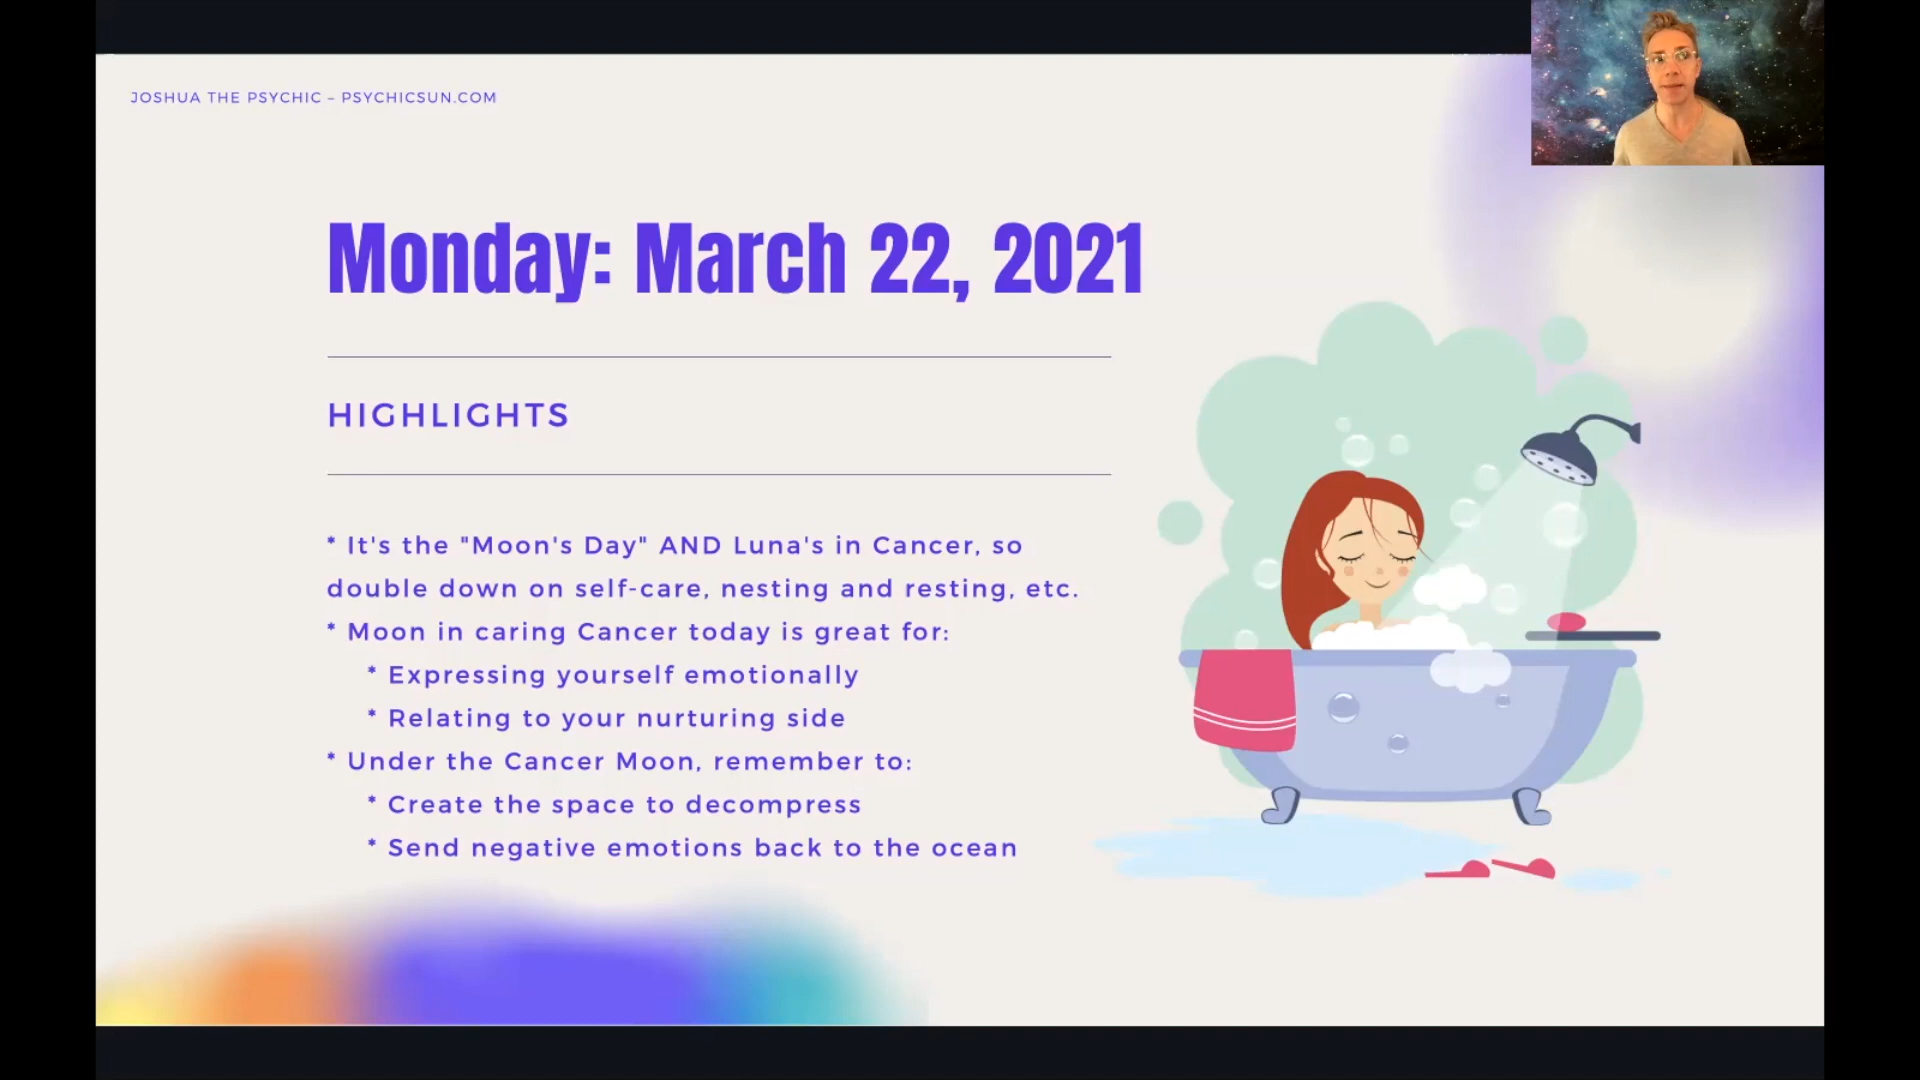 JOSHUA THE PSYCHIC – PSYCHICSUN.COM
Monday: March 22, 2021
HIGHLIGHTS
* It's the "Moon's Day" AND Luna's in Cancer, so
double down on self-care, nesting and resting, etc.
* Moon in caring Cancer today is great for:
* Expressing yourself emotionally
* Relating to your nurturing side
* Under the Cancer Moon, remember to:
* Create the space to decompress
* Send negative emotions back to the ocean